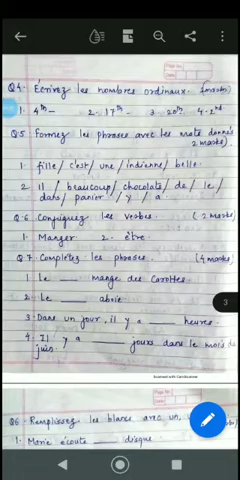 Q4. Écrivez les nombres ordinaux. (marks)
1. 4th - 2. 17th - 3. 20th 4. 2nd
Q.5 Formez les phrases avec les mots donnés
2 marks)
1. fille / c'est / une / indienne / belle.
2. Il / beaucoup / chocolats / de / le /
dans / panier / y / a
Q.6 Conjuguez les verbes. (2 marks)
1. Manger 2. être.
Q.7 Complétez les phrases. (4 marks)
1. Le ___ mange des carottes.
2. Le ___ aboie.
3. Dans un jour, il y a ___ heures.
4. Il y a ___ jours dans le mois de
juin.
3
Scanned with CamScanner
Q6 Remplissez les blancs avec un,
1. Marie écoute ___ disque